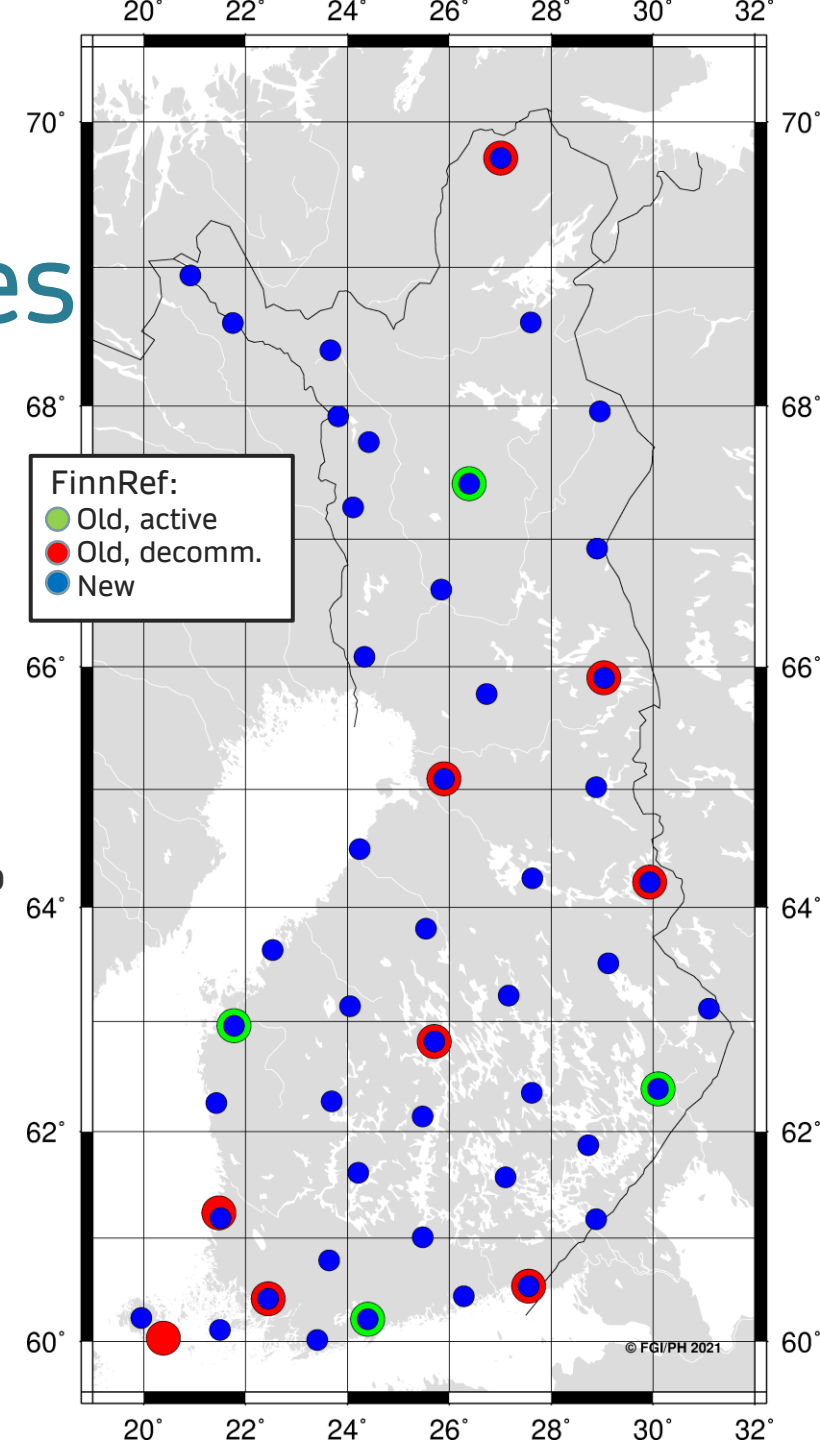 20° 22° 24° 26° 28° 30° 32°
70° 70°
es
68° 68°
FinnRef:
Old, active
Old, decomm.
New
66° 66°
64° 64°
62° 62°
60° 60°
© FGI/PH 2021
20° 22° 24° 26° 28° 30° 32°